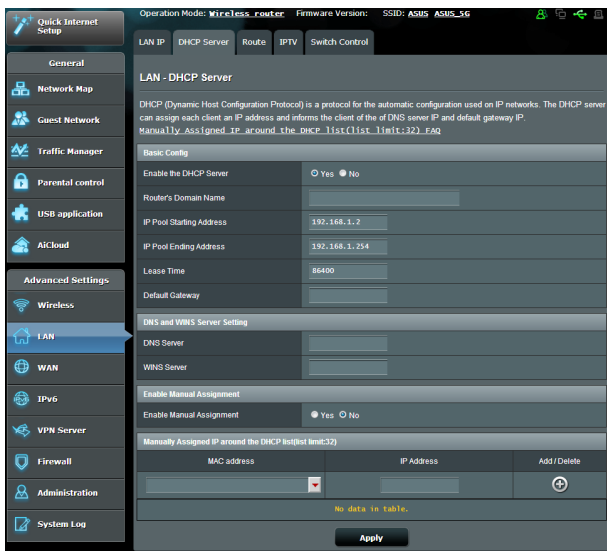 Operation Mode: Wireless router Firmware Version: SSID: ASUS ASUS_5G
Quick Internet Setup
General
Network Map
Guest Network
Traffic Manager
Parental control
USB application
AiCloud
Advanced Settings
Wireless
LAN
WAN
IPv6
VPN Server
Firewall
Administration
System Log
LAN IP DHCP Server Route IPTV Switch Control
LAN - DHCP Server
DHCP (Dynamic Host Configuration Protocol) is a protocol for the automatic configuration used on IP networks. The DHCP server
can assign each client an IP address and informs the client of the of DNS server IP and default gateway IP.
Manually Assigned IP around the DHCP list(list limit:32) FAQ
Basic Config
Enable the DHCP Server Yes No
Router's Domain Name
IP Pool Starting Address 192.168.1.2
IP Pool Ending Address 192.168.1.254
Lease Time 86400
Default Gateway
DNS and WINS Server Setting
DNS Server
WINS Server
Enable Manual Assignment
Enable Manual Assignment Yes No
Manually Assigned IP around the DHCP list(list limit:32)
MAC address IP Address Add / Delete
No data in table.
Apply